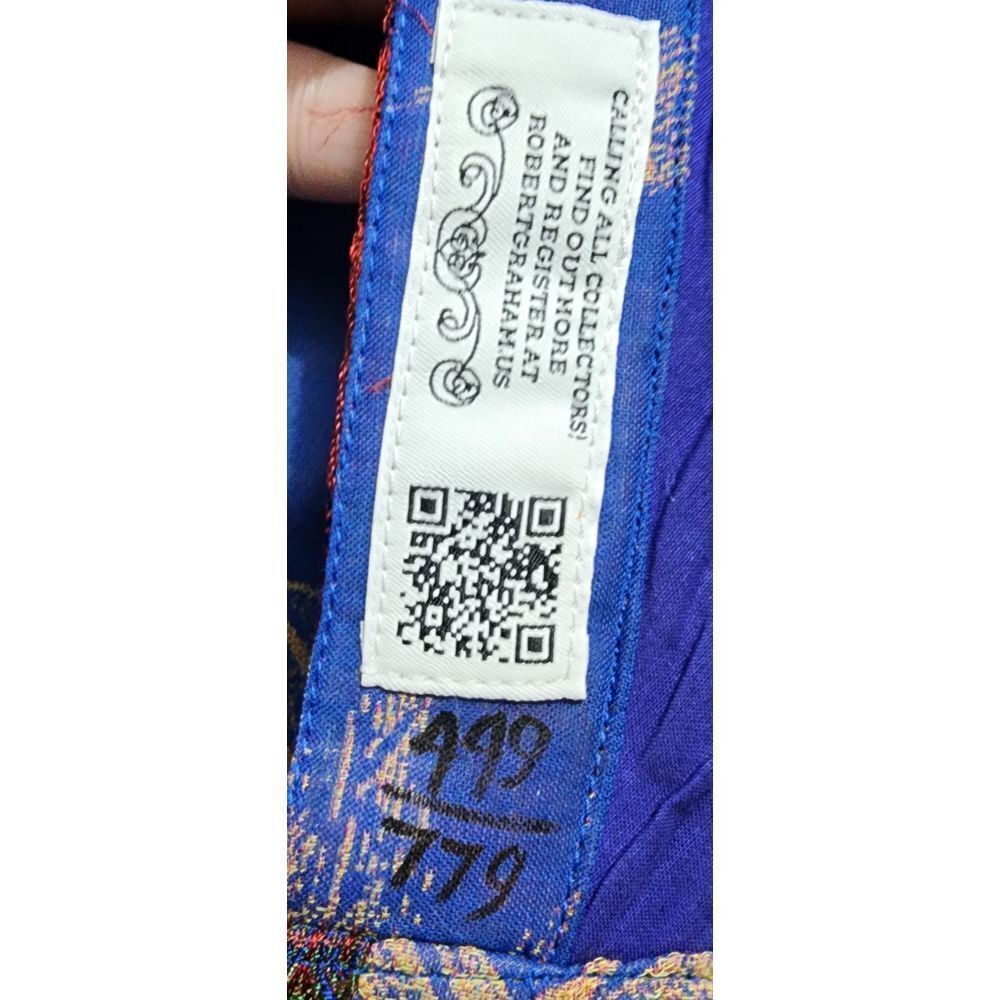 CALLING ALL COLLECTORS!
FIND OUT MORE
AND REGISTER AT
ROBERTGRAHAM.US
499
779